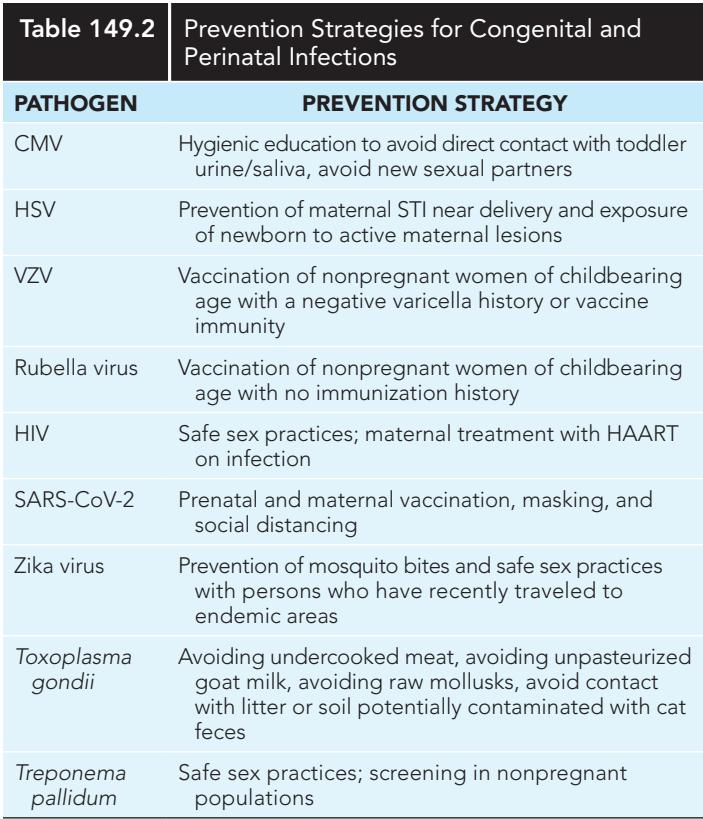 Table 149.2 Prevention Strategies for Congenital and
Perinatal Infections
PATHOGEN PREVENTION STRATEGY
CMV Hygienic education to avoid direct contact with toddler
urine/saliva, avoid new sexual partners
HSV Prevention of maternal STI near delivery and exposure
of newborn to active maternal lesions
VZV Vaccination of nonpregnant women of childbearing
age with a negative varicella history or vaccine
immunity
Rubella virus Vaccination of nonpregnant women of childbearing
age with no immunization history
HIV Safe sex practices; maternal treatment with HAART
on infection
SARS-CoV-2 Prenatal and maternal vaccination, masking, and
social distancing
Zika virus Prevention of mosquito bites and safe sex practices
with persons who have recently traveled to
endemic areas
Toxoplasma Avoiding undercooked meat, avoiding unpasteurized
gondii goat milk, avoiding raw mollusks, avoid contact
with litter or soil potentially contaminated with cat
feces
Treponema Safe sex practices; screening in nonpregnant
pallidum populations